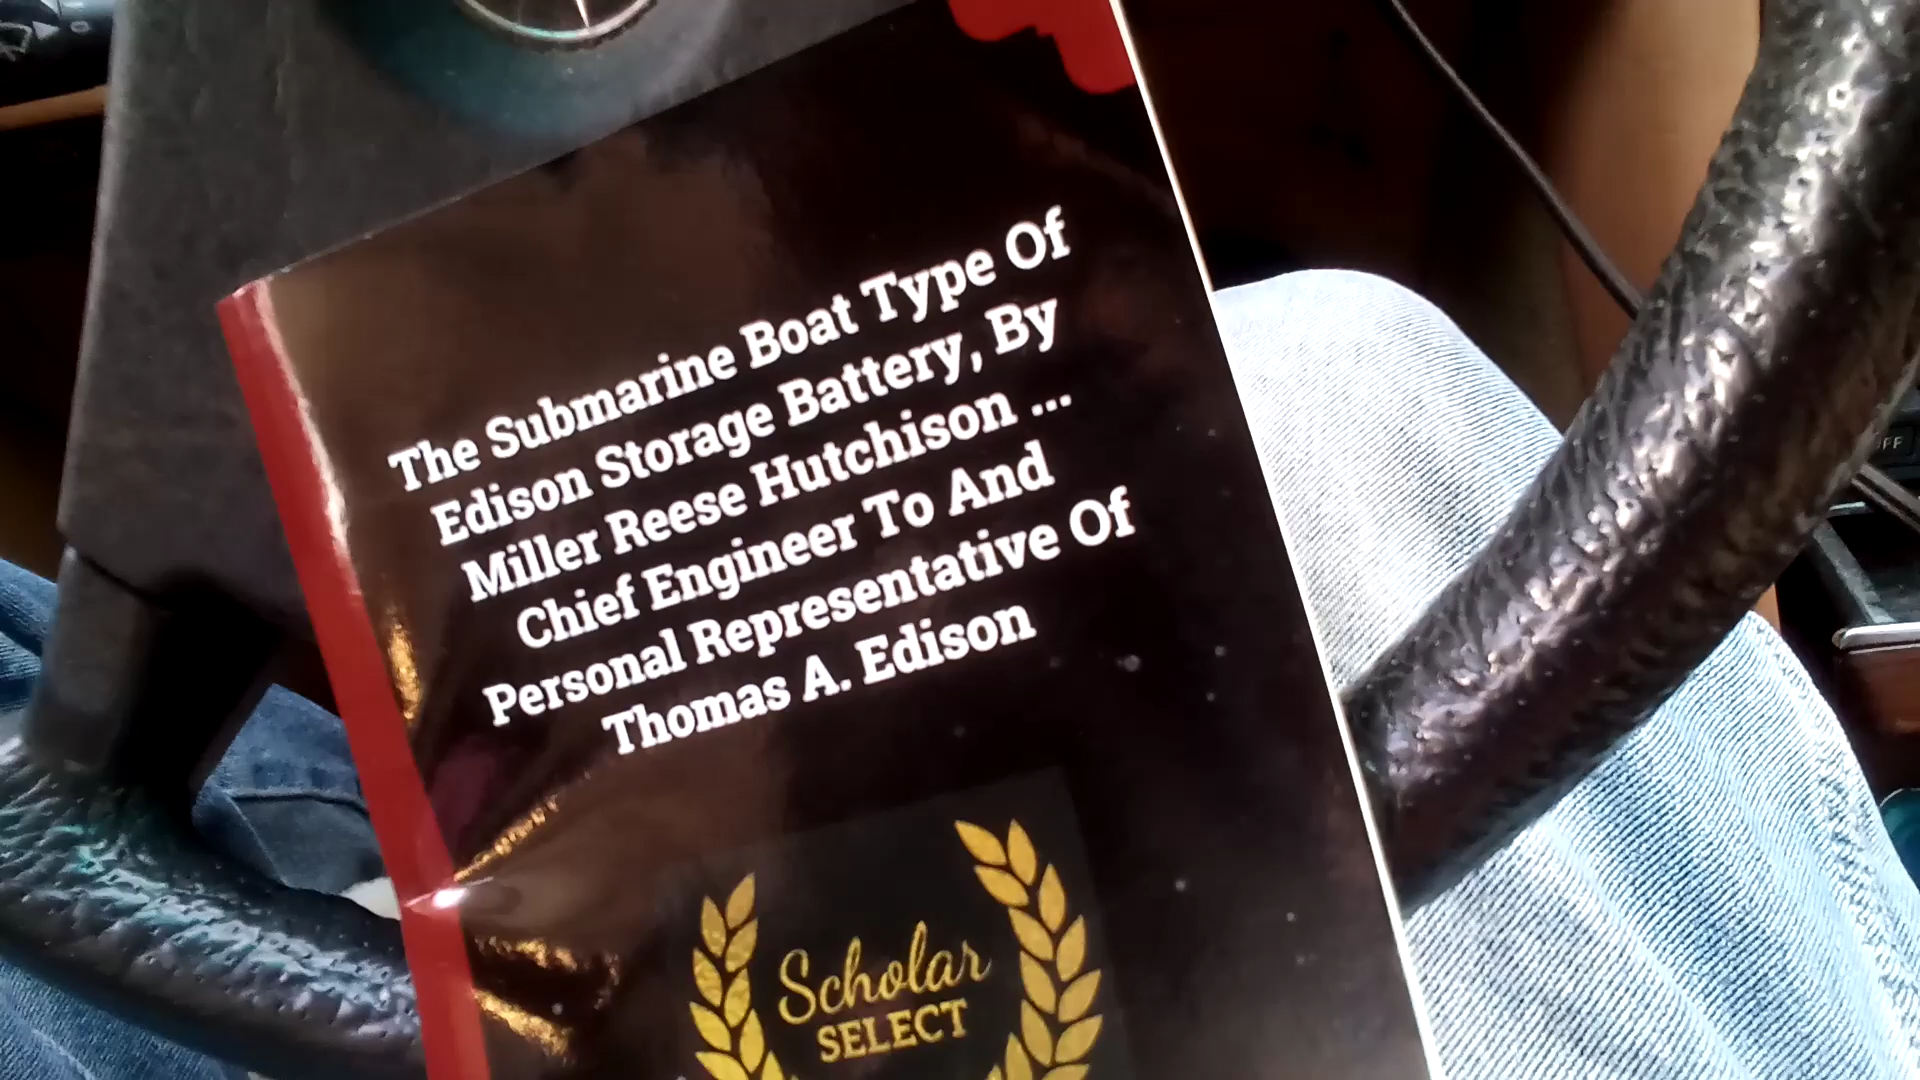 The Submarine Boat Type Of
Edison Storage Battery, By
Miller Reese Hutchison ...
Chief Engineer To And
Personal Representative Of
Thomas A. Edison
Scholar
SELECT